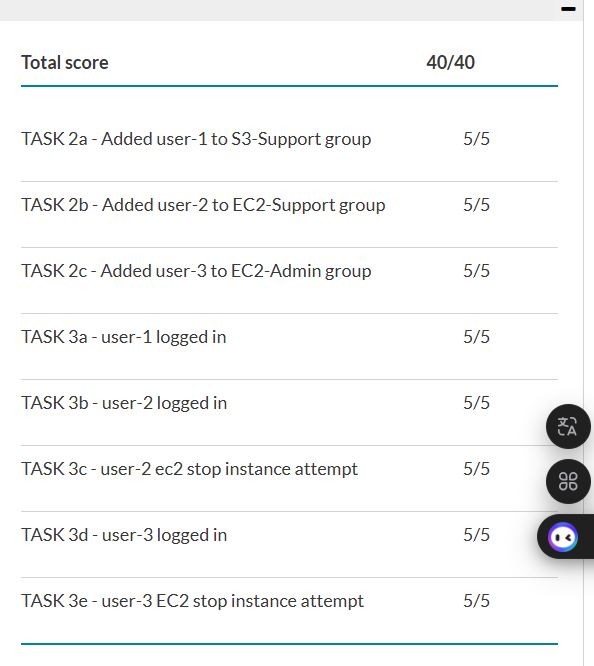 Total score 40/40
TASK 2a - Added user-1 to S3-Support group 5/5
TASK 2b - Added user-2 to EC2-Support group 5/5
TASK 2c - Added user-3 to EC2-Admin group 5/5
TASK 3a - user-1 logged in 5/5
TASK 3b - user-2 logged in 5/5
TASK 3c - user-2 ec2 stop instance attempt 5/5
TASK 3d - user-3 logged in 5/5
TASK 3e - user-3 EC2 stop instance attempt 5/5